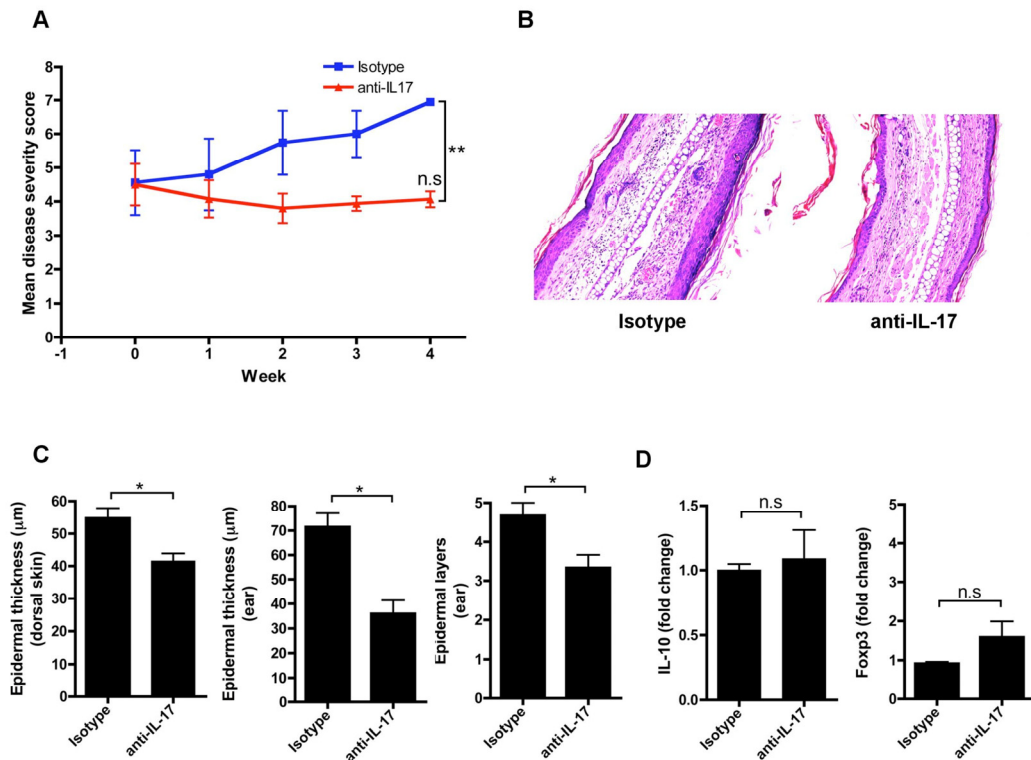 A
8
7
6
5
4
3
2
1
0
Mean disease severity score
Isotype
anti-IL17
**
n.s
-1 0 1 2 3 4
Week
B
Isotype anti-IL-17
C
60
50
40
30
20
10
0
Epidermal thickness (μm)
(dorsal skin)
*
Isotype
anti-IL-17
80
70
60
50
40
30
20
10
0
Epidermal thickness (μm)
(ear)
*
Isotype
anti-IL-17
5
4
3
2
1
0
Epidermal layers
(ear)
*
Isotype
anti-IL-17
D
1.5
1.0
0.5
0.0
IL-10 (fold change)
n.s
Isotype
anti-IL-17
5
4
3
2
1
0
Foxp3 (fold change)
n.s
Isotype
anti-IL-17